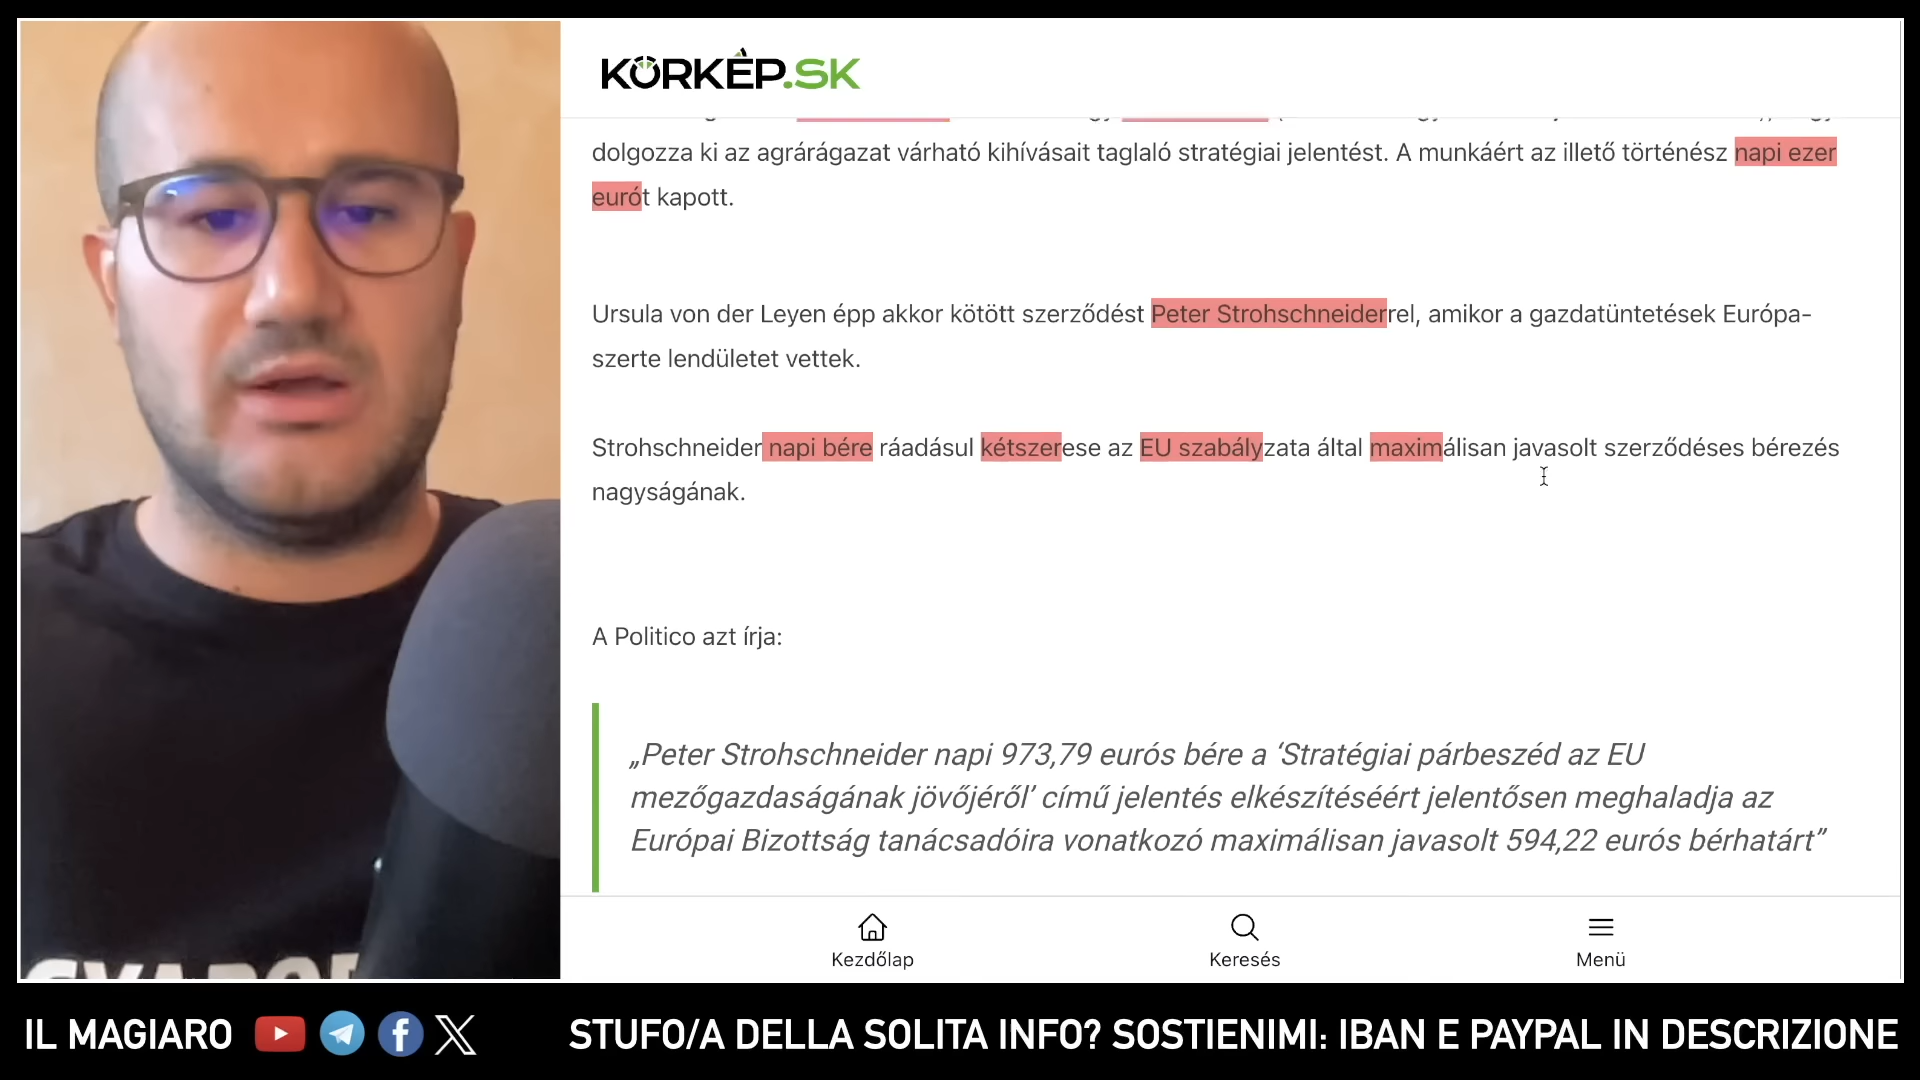 KÖRKÉP.SK
dolgozza ki az agrárágazat várható kihívásait taglaló stratégiai jelentést. A munkáért az illető történész napi ezer
eurót kapott.
Ursula von der Leyen épp akkor kötött szerződést Peter Strohschneiderrel, amikor a gazdatüntetések Európa-
szerte lendületet vettek.
Strohschneider napi bére ráadásul kétszerese az EU szabályzata által maximálisan javasolt szerződéses bérezés
nagyságának.
A Politico azt írja:
„Peter Strohschneider napi 973,79 eurós bére a ‘Stratégiai párbeszéd az EU
mezőgazdaságának jövőjéről’ című jelentés elkészítéséért jelentősen meghaladja az
Európai Bizottság tanácsadóira vonatkozó maximálisan javasolt 594,22 eurós bérhatárt”
Kezdőlap
Keresés
Menü
IL MAGIARO
STUFO/A DELLA SOLITA INFO? SOSTIENIMI: IBAN E PAYPAL IN DESCRIZIONE